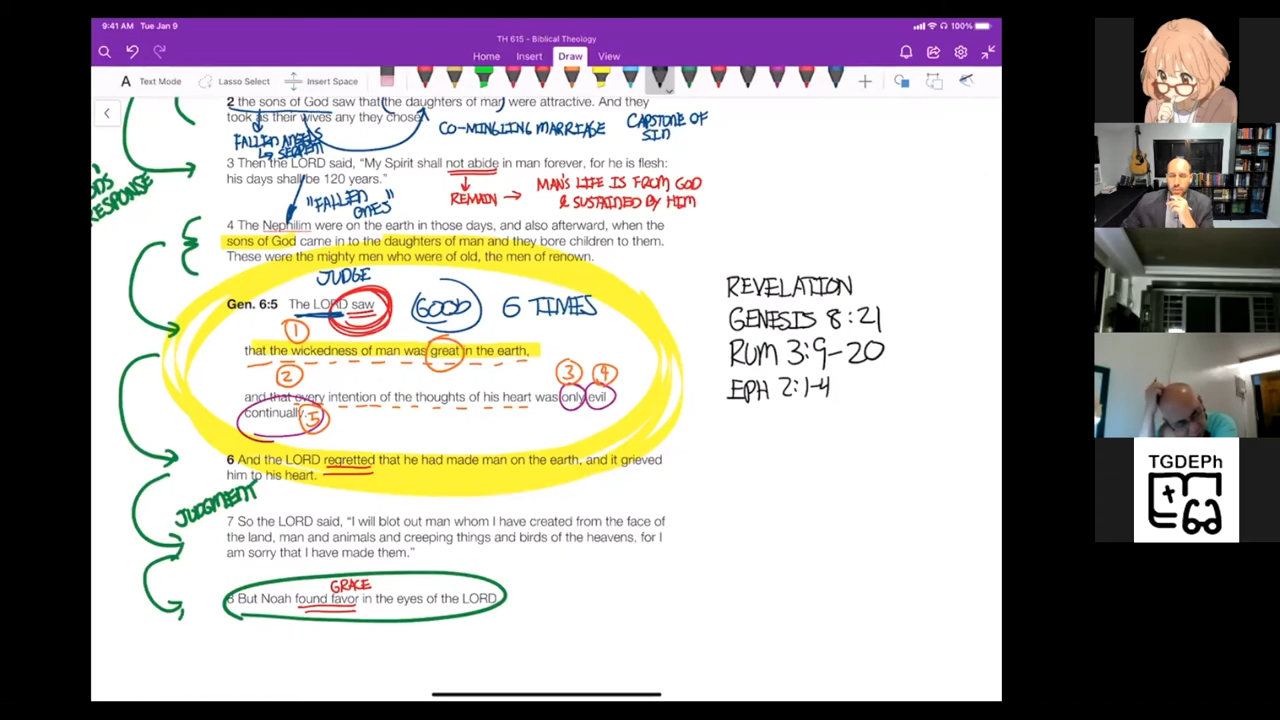 9:41 AM Tue Jan 9
100%
TH 615 - Biblical Theology
Home Insert Draw View
Text Mode Lasso Select Insert Space
2 the sons of God saw that the daughters of man were attractive. And they
took as their wives any they chose.
FALLEN ANGELS
↳ SERPENT
CO-MINGLING MARRIAGE
CAPSTONE OF
SIN
3 Then the LORD said, “My Spirit shall not abide in man forever, for he is flesh:
his days shall be 120 years.”
RESPONSE
"FALLEN
ONES"
REMAIN →
MAN'S LIFE IS FROM GOD
& SUSTAINED BY HIM
4 The Nephilim were on the earth in those days, and also afterward, when the
sons of God came in to the daughters of man and they bore children to them.
These were the mighty men who were of old, the men of renown.
JUDGE
Gen. 6:5 The LORD saw
GOOD 6 TIMES
1
that the wickedness of man was great in the earth,
2 3 4
and that every intention of the thoughts of his heart was only evil
continually. 5
6 And the LORD regretted that he had made man on the earth, and it grieved
him to his heart.
JUDGMENT
7 So the LORD said, “I will blot out man whom I have created from the face of
the land, man and animals and creeping things and birds of the heavens, for I
am sorry that I have made them.”
GRACE
8 But Noah found favor in the eyes of the LORD.
REVELATION
GENESIS 8:21
ROM 3:9-20
EPH 2:1-4
TGDEPh